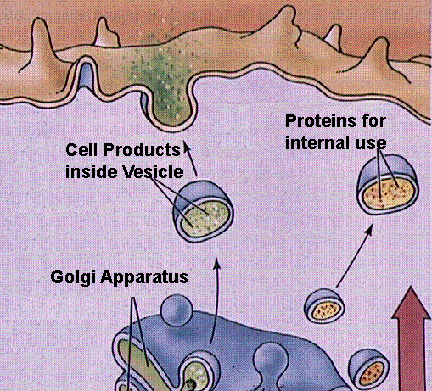 Proteins for
internal use
Cell Products
inside Vesicle
Golgi Apparatus